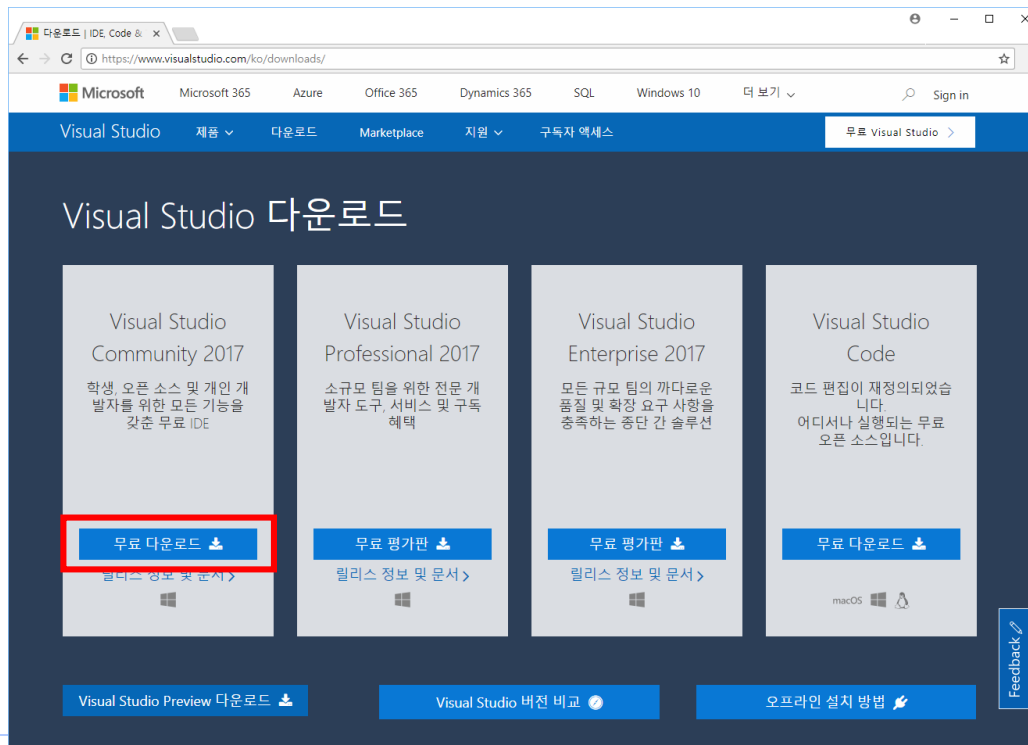 다운로드 | IDE, Code &
https://www.visualstudio.com/ko/downloads/
Microsoft Microsoft 365 Azure Office 365 Dynamics 365 SQL Windows 10 더 보기 Sign in
Visual Studio 제품 다운로드 Marketplace 지원 구독자 액세스 무료 Visual Studio
Visual Studio 다운로드
Visual Studio
Community 2017
학생, 오픈 소스 및 개인 개
발자를 위한 모든 기능을
갖춘 무료 IDE
무료 다운로드
릴리스 정보 및 문서
Visual Studio
Professional 2017
소규모 팀을 위한 전문 개
발자 도구, 서비스 및 구독
혜택
무료 평가판
릴리스 정보 및 문서
Visual Studio
Enterprise 2017
모든 규모 팀의 까다로운
품질 및 확장 요구 사항을
충족하는 종단 간 솔루션
무료 평가판
릴리스 정보 및 문서
Visual Studio
Code
코드 편집이 재정의되었습
니다.
어디서나 실행되는 무료
오픈 소스입니다.
무료 다운로드
macOS
Feedback
Visual Studio Preview 다운로드 Visual Studio 버전 비교 오프라인 설치 방법